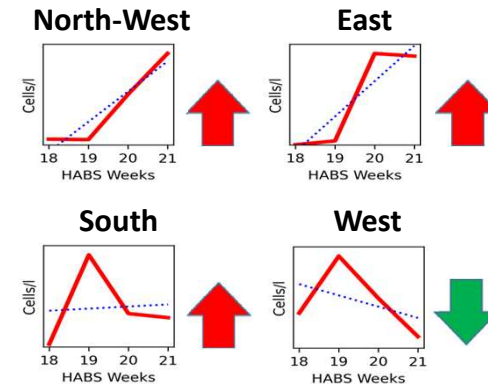 North-West
Cells/l
18 19 20 21
HABS Weeks
East
Cells/l
18 19 20 21
HABS Weeks
South
Cells/l
18 19 20 21
HABS Weeks
West
Cells/l
18 19 20 21
HABS Weeks